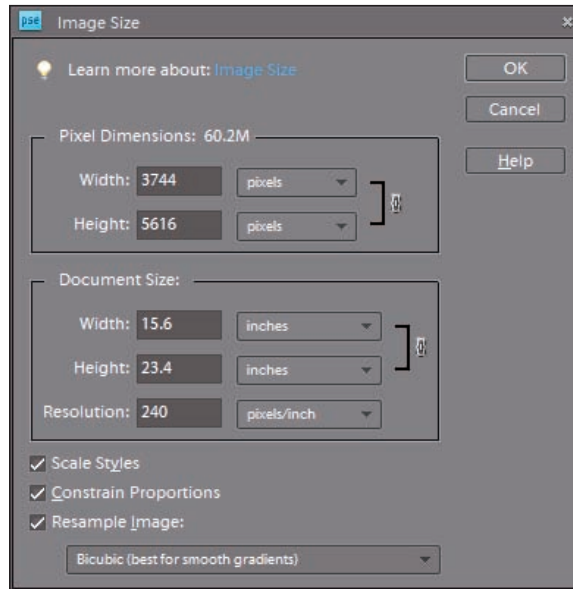 pse Image Size x
Learn more about: Image Size
OK
Cancel
Help
Pixel Dimensions: 60.2M
Width: 3744 pixels
Height: 5616 pixels
Document Size:
Width: 15.6 inches
Height: 23.4 inches
Resolution: 240 pixels/inch
Scale Styles
Constrain Proportions
Resample Image:
Bicubic (best for smooth gradients)